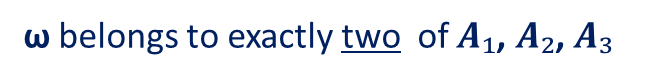 ω belongs to exactly two of A₁, A₂, A₃